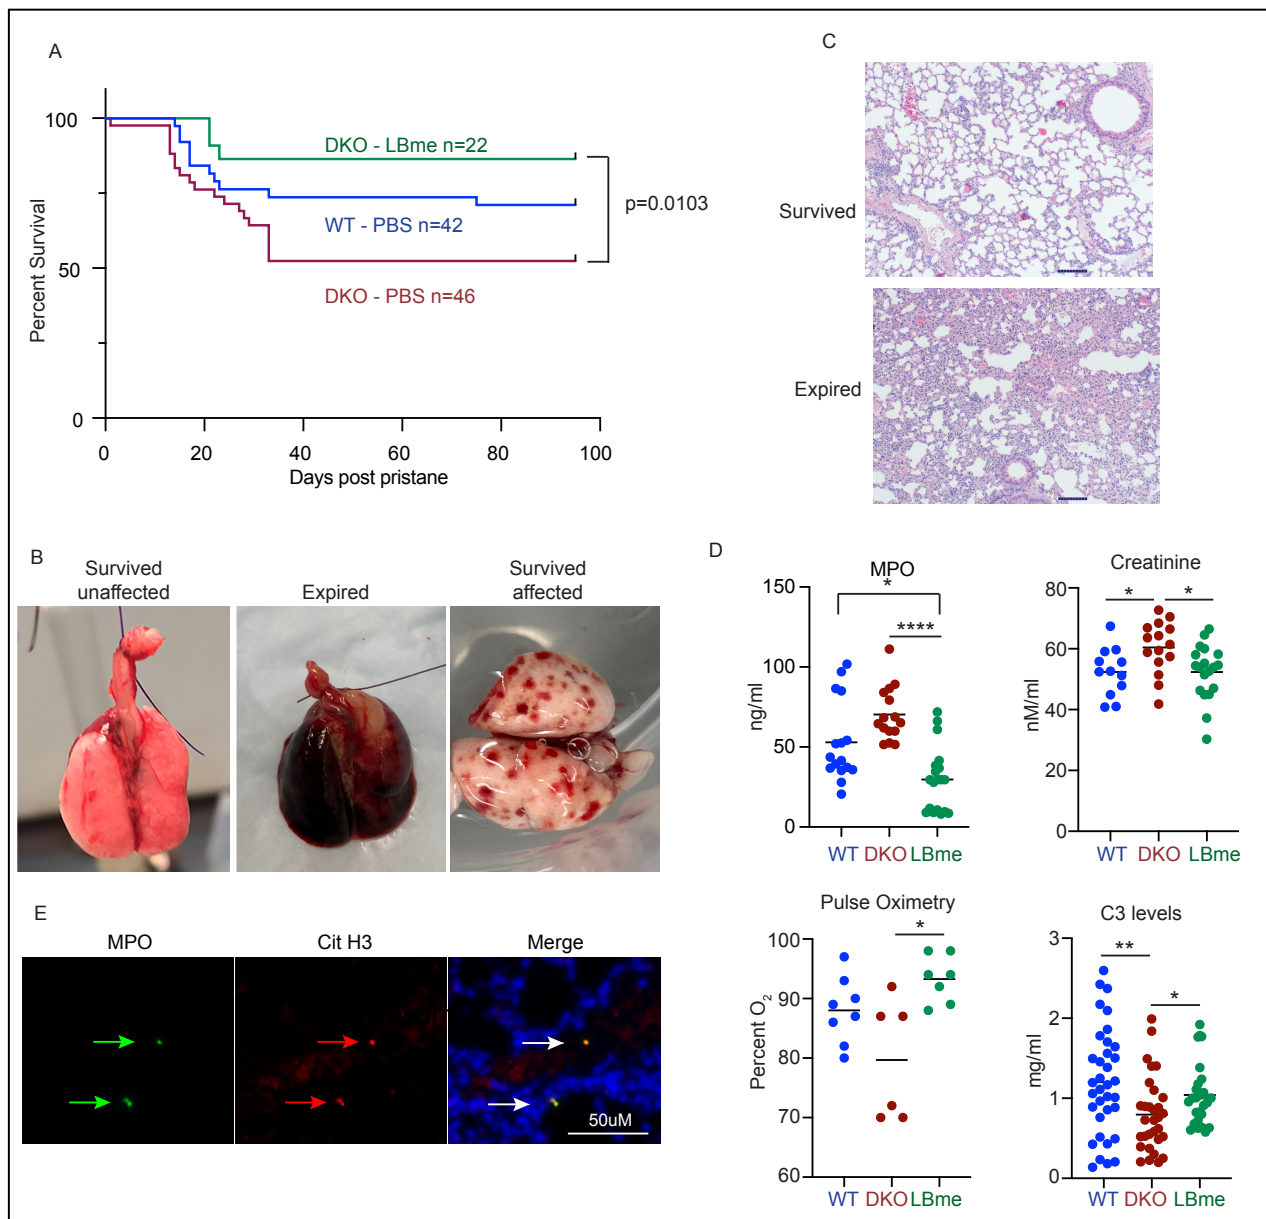 A
100
50
0
Percent Survival
DKO - LBme n=22
WT - PBS n=42
DKO - PBS n=46
p=0.0103
0 20 40 60 80 100
Days post pristane
C
Survived
Expired
B
Survived
unaffected
Expired
Survived
affected
D
MPO
150
100
50
0
ng/ml
*
****
WT DKO LBme
Creatinine
80
60
40
0
nM/ml
* *
WT DKO LBme
Pulse Oximetry
100
90
80
70
60
Percent O₂
*
WT DKO LBme
C3 levels
3
2
1
0
mg/ml
**
*
WT DKO LBme
E
MPO Cit H3 Merge
50uM